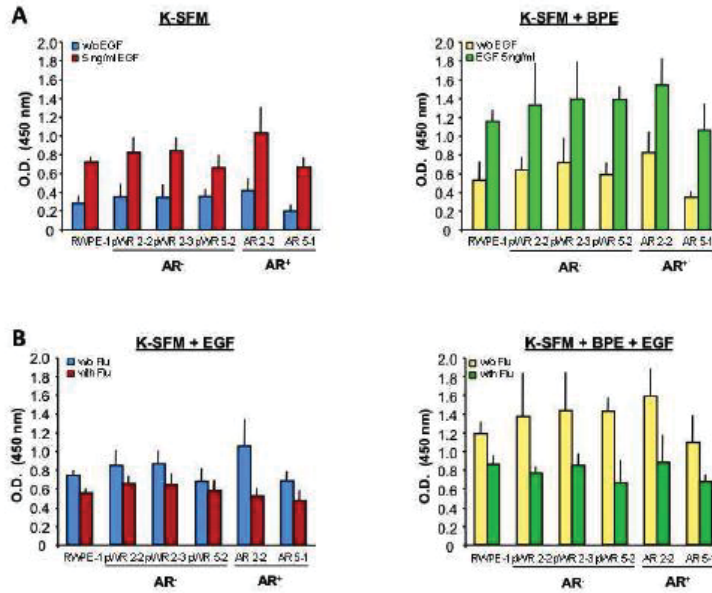 A
K-SFM
w/o EGF
5 ng/ml EGF
O.D. (450 nm)
2.0
1.8
1.6
1.4
1.2
1.0
0.8
0.6
0.4
0.2
0
RWPE-1 pWR 2-2 pWR 2-3 pWR 5-2 AR 2-2 AR 5-1
AR-
AR+
K-SFM + BPE
w/o EGF
EGF 5ng/ml
O.D. (450 nm)
2.0
1.8
1.6
1.4
1.2
1.0
0.8
0.6
0.4
0.2
0
RWPE-1 pWR 2-2 pWR 2-3 pWR 5-2 AR 2-2 AR 5-1
AR-
AR+
B
K-SFM + EGF
w/o Flu
with Flu
O.D. (450 nm)
2.0
1.8
1.6
1.4
1.2
1.0
0.8
0.6
0.4
0.2
0
RWPE-1 pWR 2-2 pWR 2-3 pWR 5-2 AR 2-2 AR 5-1
AR-
AR+
K-SFM + BPE + EGF
w/o Flu
with Flu
O.D. (450 nm)
2.0
1.8
1.6
1.4
1.2
1.0
0.8
0.6
0.4
0.2
0
RWPE-1 pWR 2-2 pWR 2-3 pWR 5-2 AR 2-2 AR 5-1
AR-
AR+